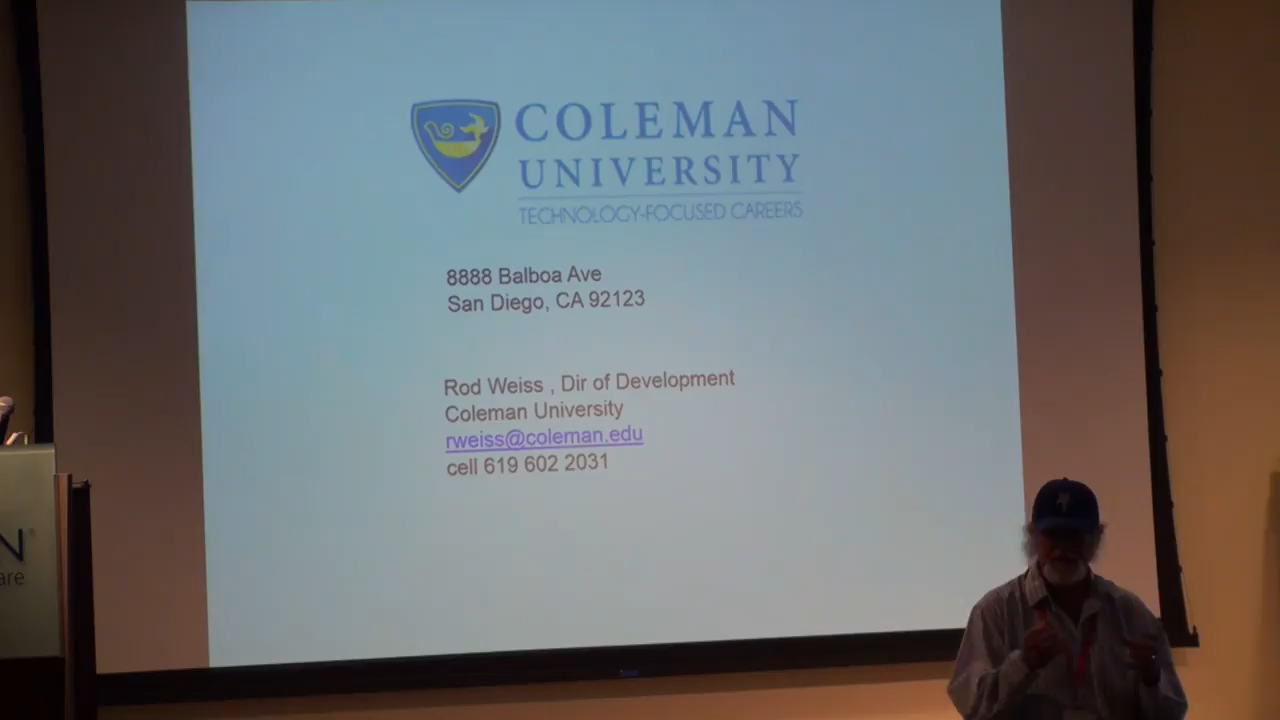 COLEMAN
UNIVERSITY
TECHNOLOGY-FOCUSED CAREERS
8888 Balboa Ave
San Diego, CA 92123
Rod Weiss , Dir of Development
Coleman University
rweiss@coleman.edu
cell 619 602 2031
N
are